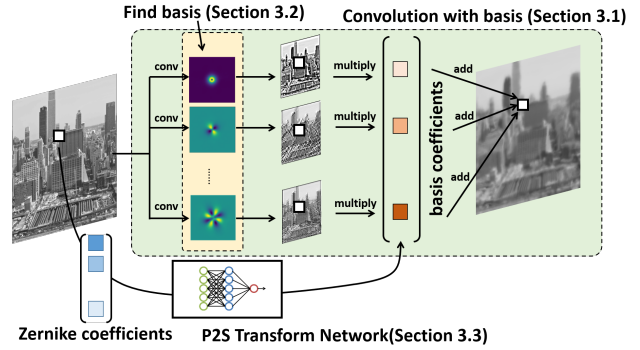 Find basis (Section 3.2)
Convolution with basis (Section 3.1)
conv
multiply
add
conv
multiply
add
......
basis coefficients
add
conv
multiply
Zernike coefficients
P2S Transform Network(Section 3.3)